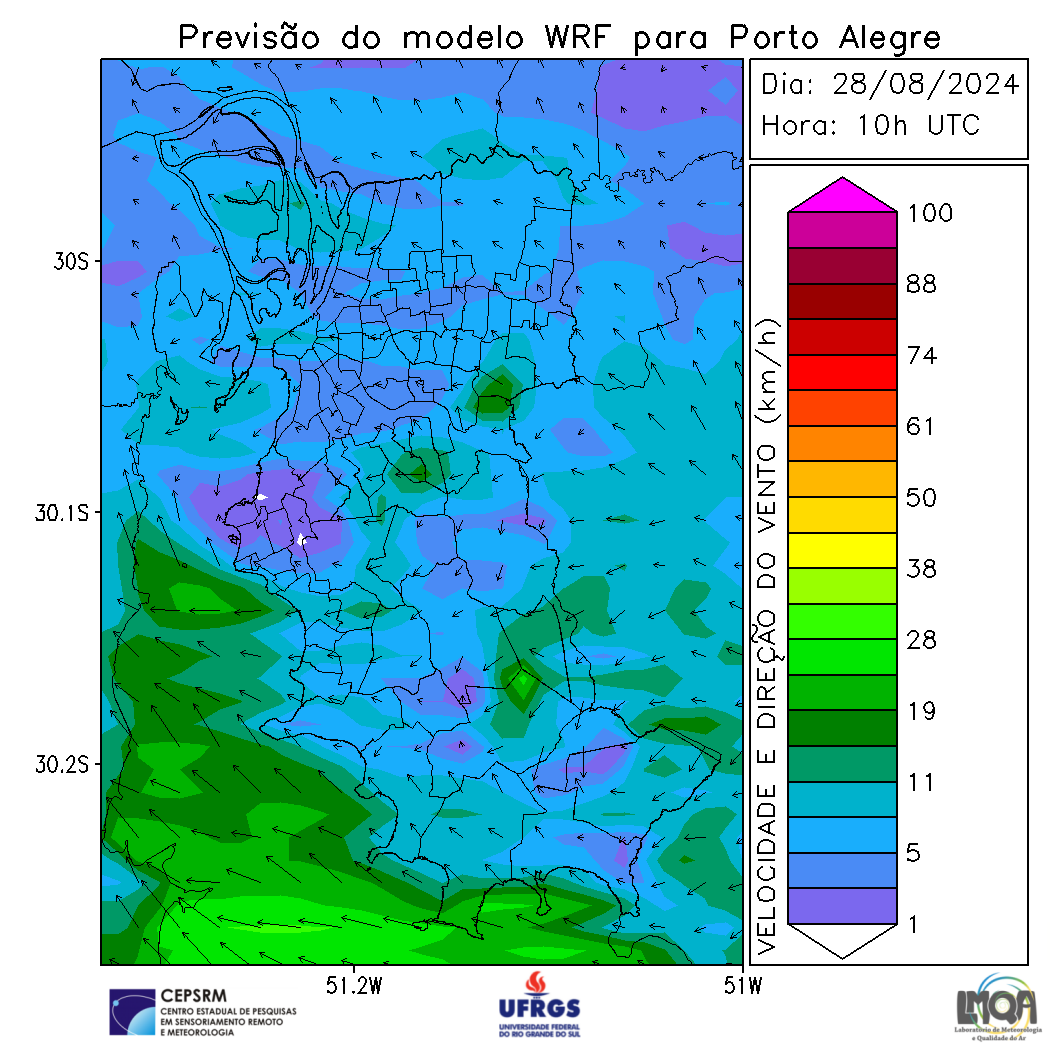 Previsão do modelo WRF para Porto Alegre
Dia: 28/08/2024
Hora: 10h UTC
VELOCIDADE E DIREÇÃO DO VENTO (km/h)
100
88
74
61
50
38
28
19
11
5
1
30S
30.1S
30.2S
51.2W
51W
CEPSRM
CENTRO ESTADUAL DE PESQUISAS
EM SENSORIAMENTO REMOTO
E METEOROLOGIA
UFRGS
UNIVERSIDADE FEDERAL
DO RIO GRANDE DO SUL
LMQA
Laboratório de Meteorologia
e Qualidade do Ar